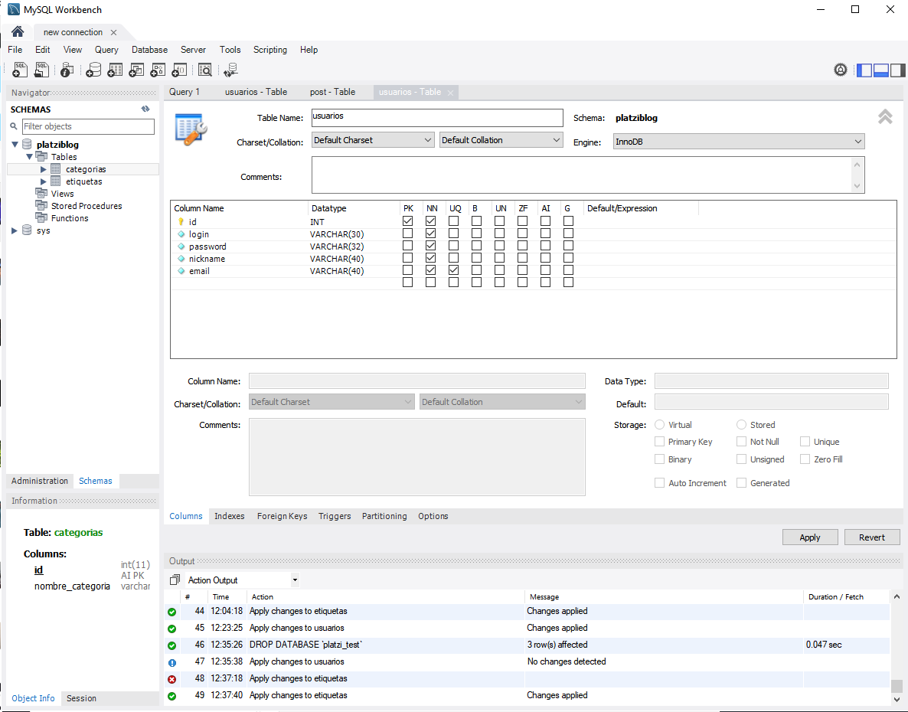 MySQL Workbench
new connection
File Edit View Query Database Server Tools Scripting Help
Navigator
SCHEMAS
Filter objects
platziblog
Tables
categorias
etiquetas
Views
Stored Procedures
Functions
sys
Administration Schemas
Information
Table: categorias
Columns:
id int(11)
AI PK
nombre_categoria varchar
Object Info Session
Query 1 usuarios - Table post - Table usuarios - Table
Table Name: usuarios Schema: platziblog
Charset/Collation: Default Charset Default Collation Engine: InnoDB
Comments:
Column Name Datatype PK NN UQ B UN ZF AI G Default/Expression
id INT
login VARCHAR(30)
password VARCHAR(32)
nickname VARCHAR(40)
email VARCHAR(40)
Column Name: Data Type:
Charset/Collation: Default Charset Default Collation Default:
Comments: Storage: Virtual Stored
Primary Key Not Null Unique
Binary Unsigned Zero Fill
Auto Increment Generated
Columns Indexes Foreign Keys Triggers Partitioning Options
Apply Revert
Output
Action Output
# Time Action Message Duration / Fetch
44 12:04:18 Apply changes to etiquetas Changes applied
45 12:23:25 Apply changes to usuarios Changes applied
46 12:35:26 DROP DATABASE `platzi_test` 3 row(s) affected 0.047 sec
47 12:35:38 Apply changes to usuarios No changes detected
48 12:37:18 Apply changes to etiquetas
49 12:37:40 Apply changes to etiquetas Changes applied